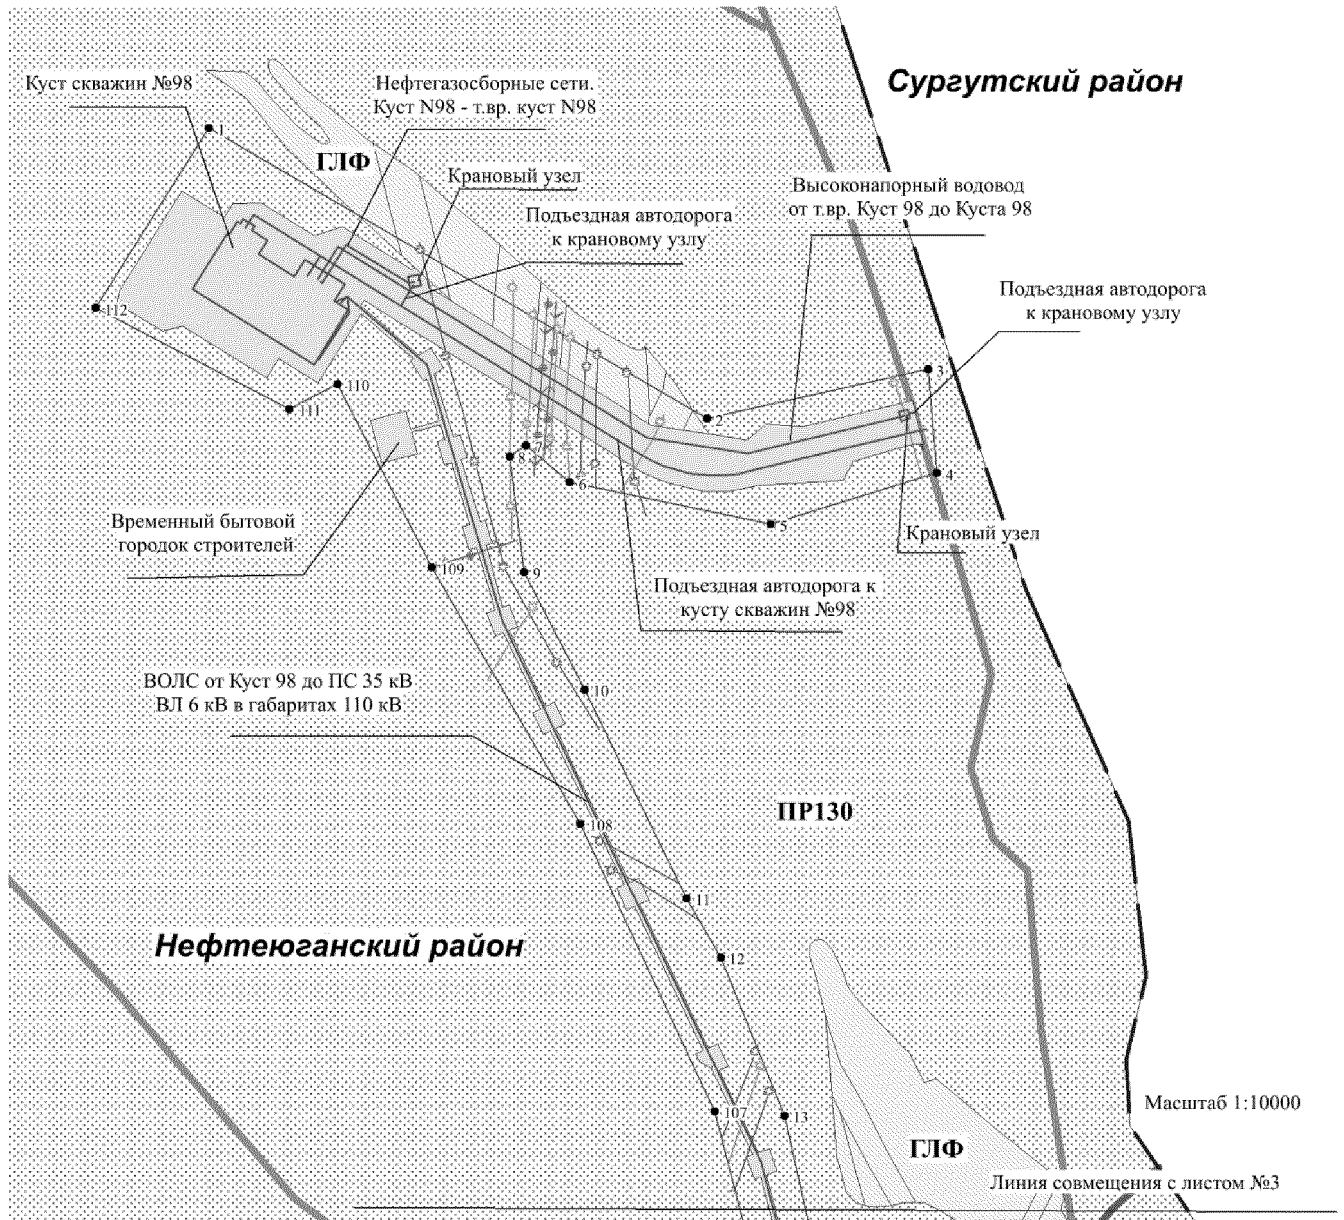 Сургутский район
Куст скважин №98
Нефтегазосборные сети.
Куст N98 - т.вр. куст N98
1
ГЛФ
Крановый узел
Высоконапорный водовод
от т.вр. Куст 98 до Куста 98
Подъездная автодорога
к крановому узлу
Подъездная автодорога
к крановому узлу
112
3
110
111
2
7
8
4
6
5
Временный бытовой
городок строителей
Крановый узел
109
9
Подъездная автодорога к
кусту скважин №98
ВОЛС от Куст 98 до ПС 35 кВ
ВЛ 6 кВ в габаритах 110 кВ
10
ПР130
108
11
Нефтеюганский район
12
Масштаб 1:10000
107
13
ГЛФ
Линия совмещения с листом №3